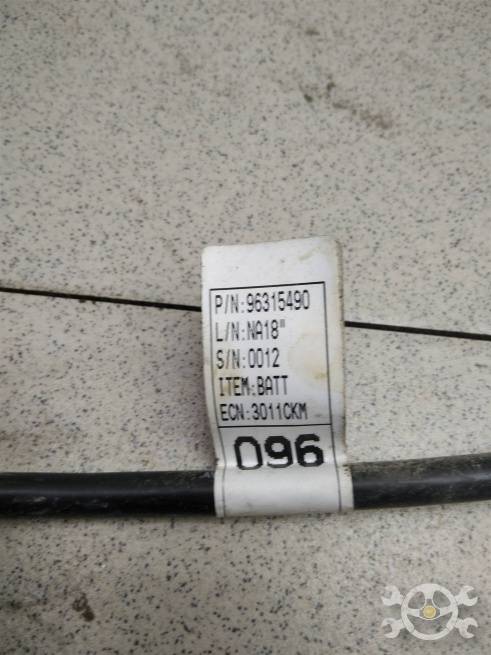 P/N:96315490
L/N:NA18"
S/N:0012
ITEM:BATT
ECN:3011CKM
096